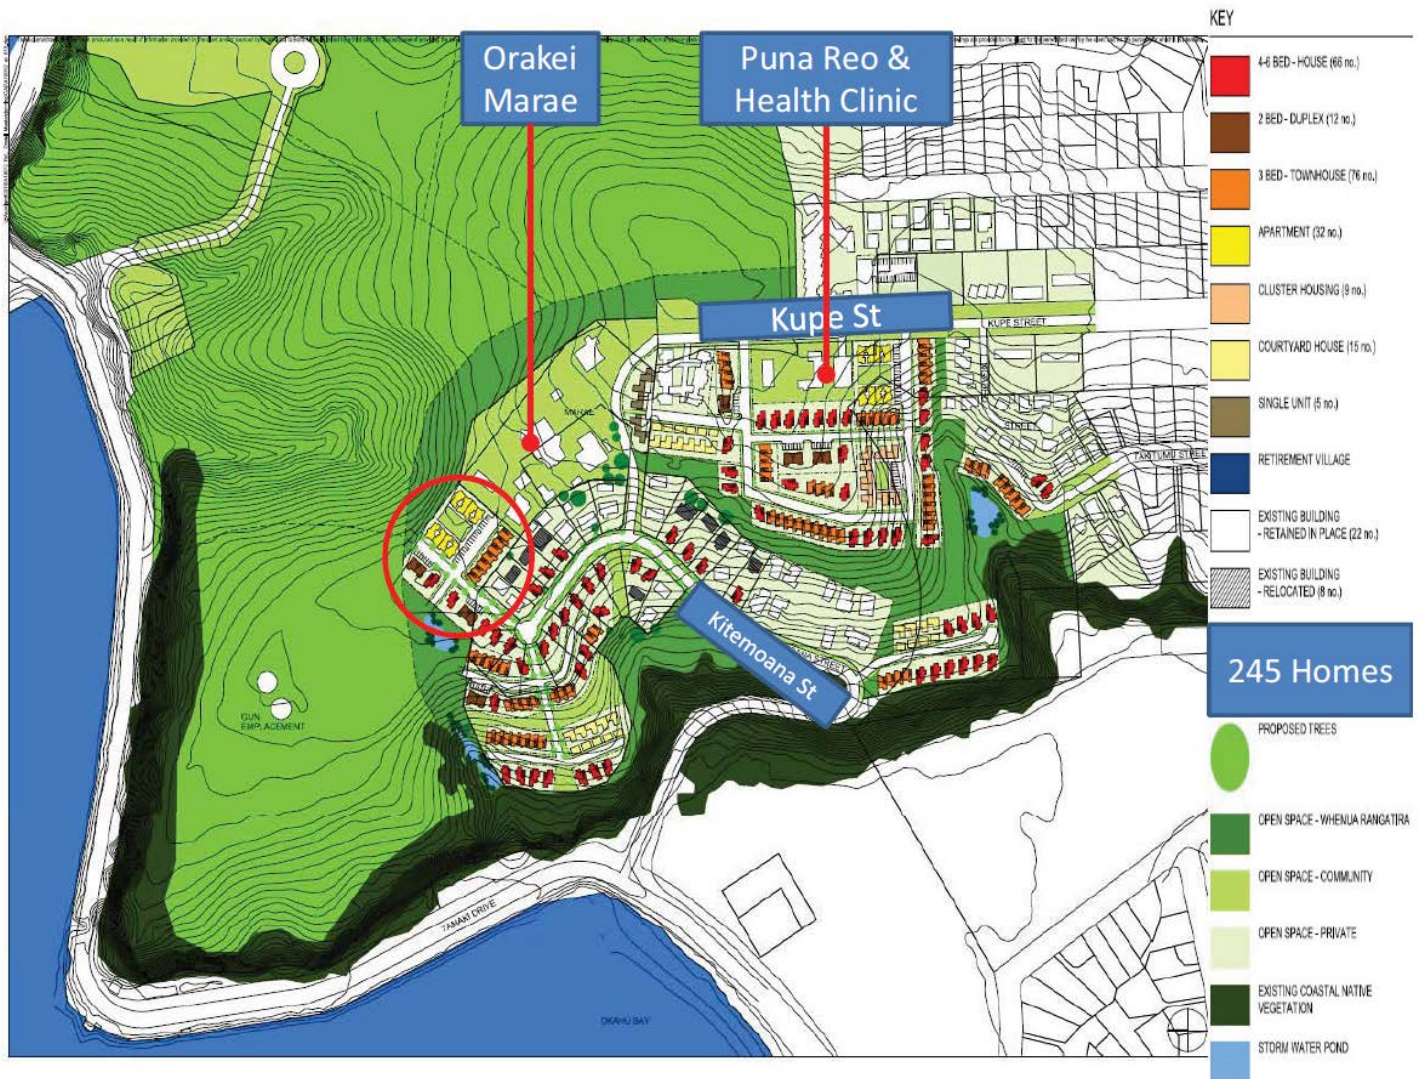 KEY
Orakei
Marae
Puna Reo &
Health Clinic
Kupe St
KUPE STREET
MARAE
STREET
TAKITUMU STREET
Kitemoana St
STREET
GUN
EMPLACEMENT
TAMAKI DRIVE
OKAHU BAY
4-6 BED - HOUSE (66 no.)
2 BED - DUPLEX (12 no.)
3 BED - TOWNHOUSE (76 no.)
APARTMENT (32 no.)
CLUSTER HOUSING (9 no.)
COURTYARD HOUSE (15 no.)
SINGLE UNIT (5 no.)
RETIREMENT VILLAGE
EXISTING BUILDING
- RETAINED IN PLACE (22 no.)
EXISTING BUILDING
- RELOCATED (8 no.)
245 Homes
PROPOSED TREES
OPEN SPACE - WHENUA RANGATIRA
OPEN SPACE - COMMUNITY
OPEN SPACE - PRIVATE
EXISTING COASTAL NATIVE
VEGETATION
STORM WATER POND